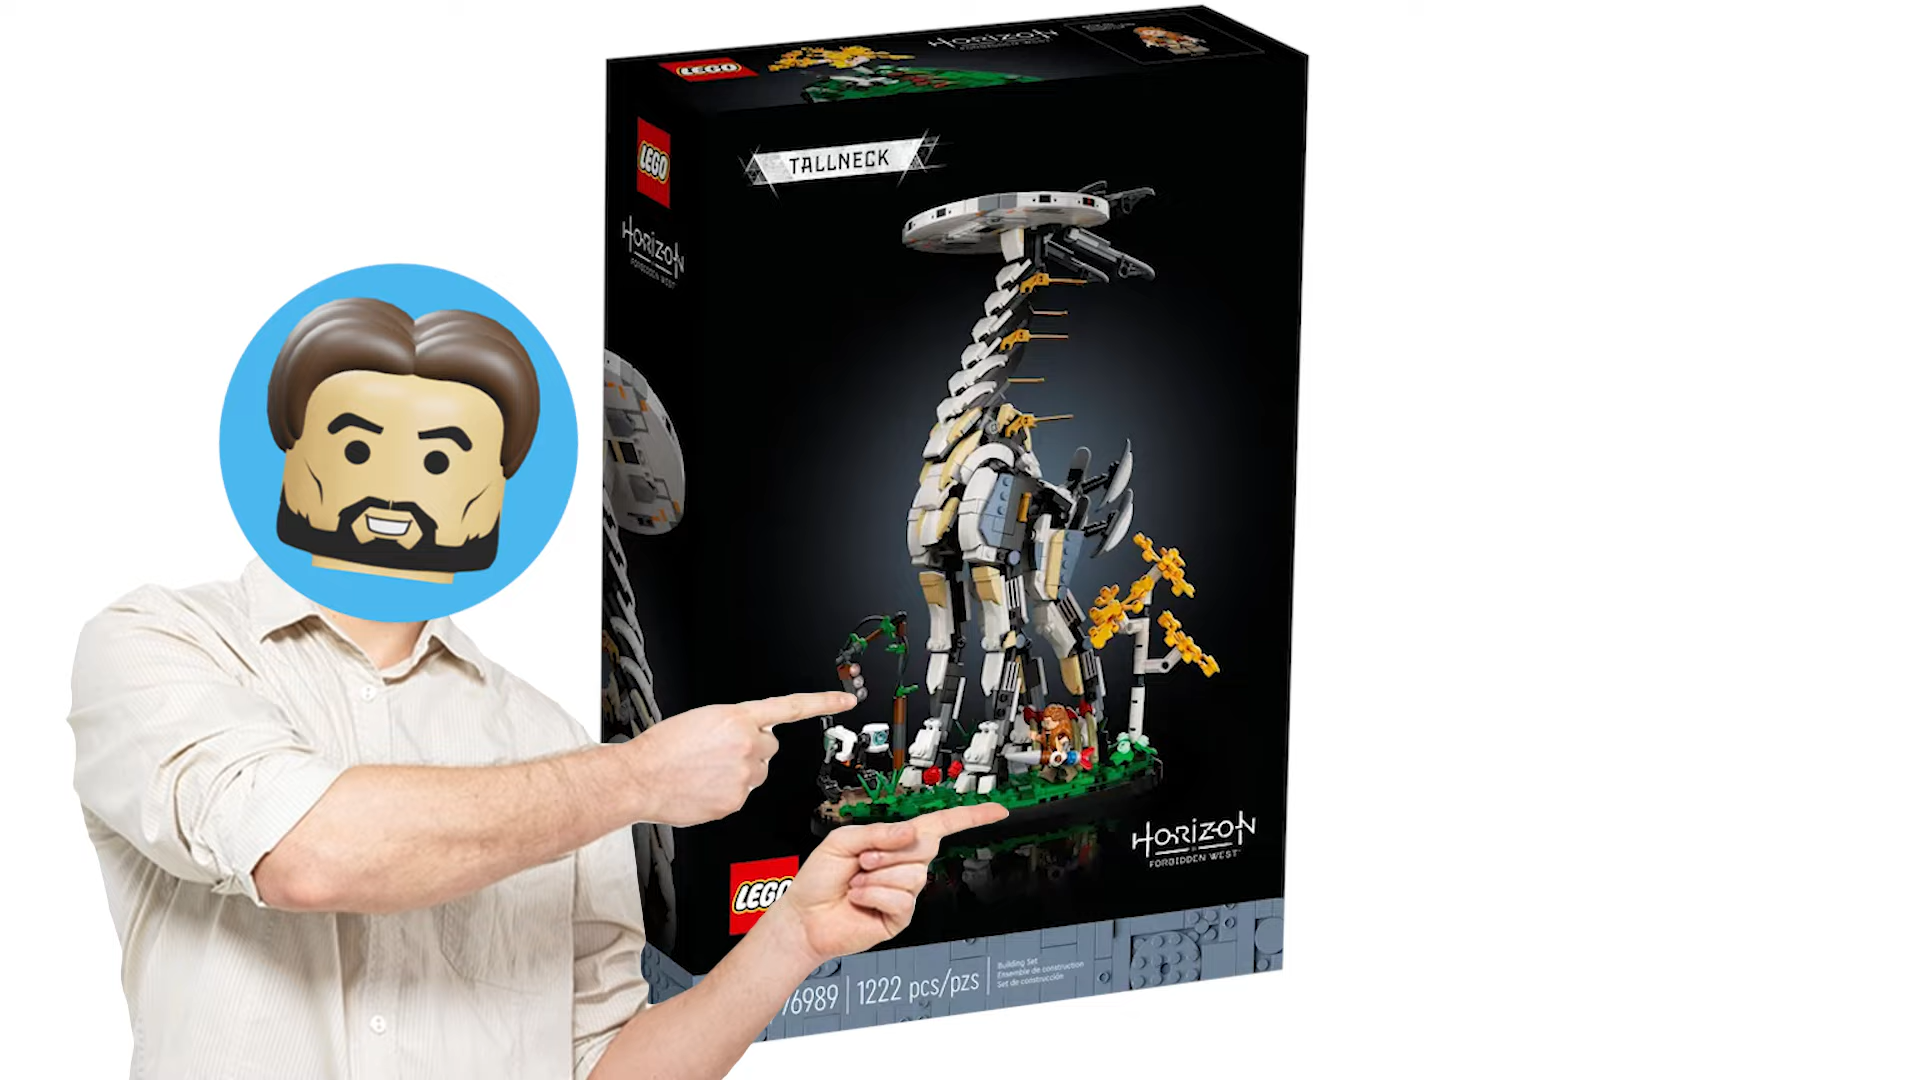 LEGO
HORIZON
FORBIDDEN WEST
LEGO
HORIZON
FORBIDDEN WEST
TALLNECK
HORIZON
FORBIDDEN WEST
LEGO
76989
1222 pcs/pzs
Building Set
Ensemble de construction
Set de construcción